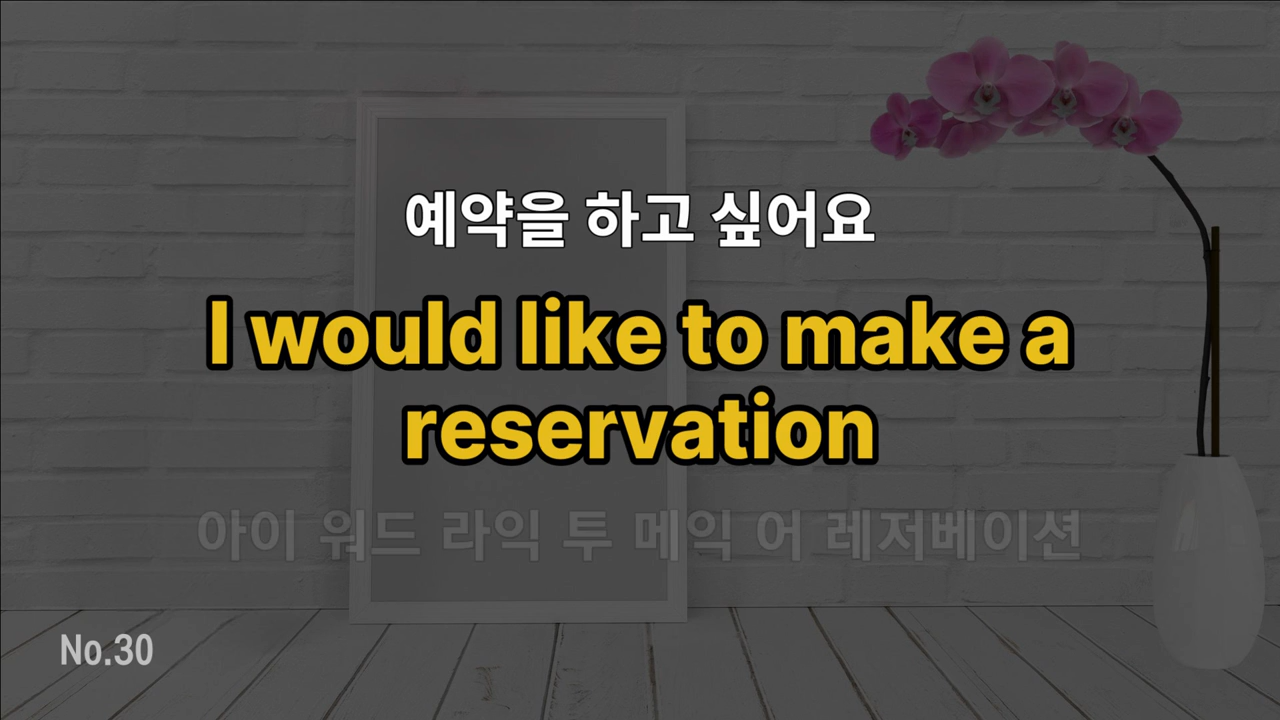 예약을 하고 싶어요
I would like to make a
reservation
아이 워드 라익 투 메익 어 레저베이션
No.30